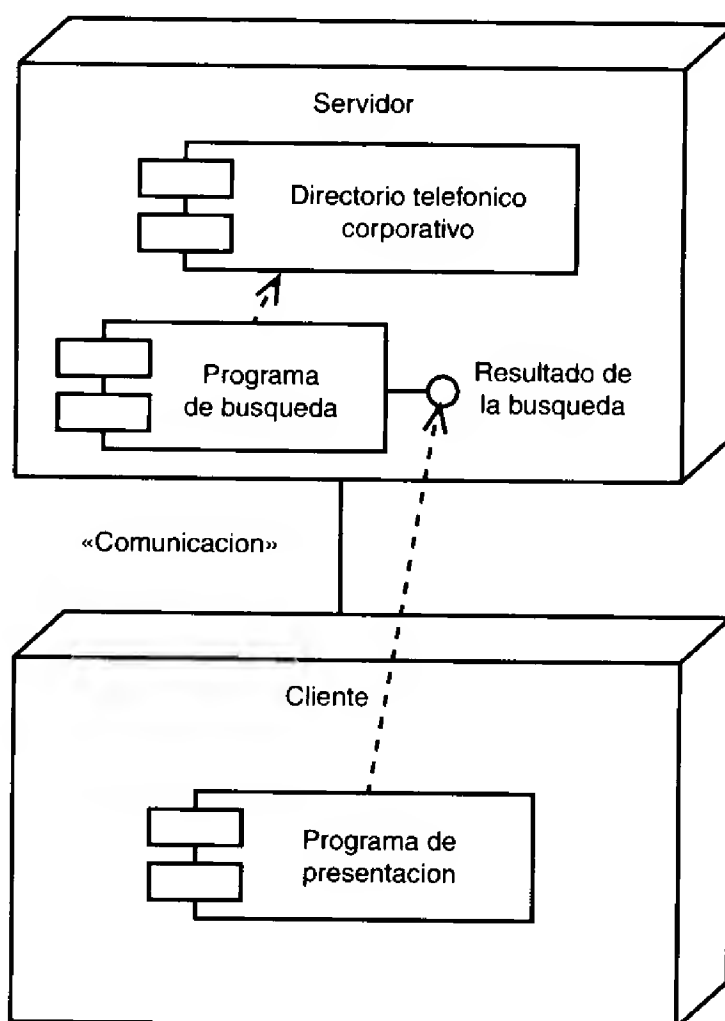 Servidor
Directorio telefonico
corporativo
Programa
de busqueda
Resultado de
la busqueda
«Comunicacion»
Cliente
Programa de
presentacion